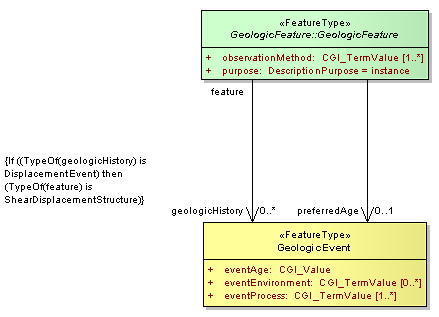 «FeatureType»
GeologicFeature::GeologicFeature
+ observationMethod: CGI_TermValue [1..*]
+ purpose: DescriptionPurpose = instance
feature
{If ((TypeOf(geologicHistory) is
DisplacementEvent) then
(TypeOf(feature) is
ShearDisplacementStructure)}
geologicHistory 0..* preferredAge 0..1
«FeatureType»
GeologicEvent
+ eventAge: CGI_Value
+ eventEnvironment: CGI_TermValue [0..*]
+ eventProcess: CGI_TermValue [1..*]